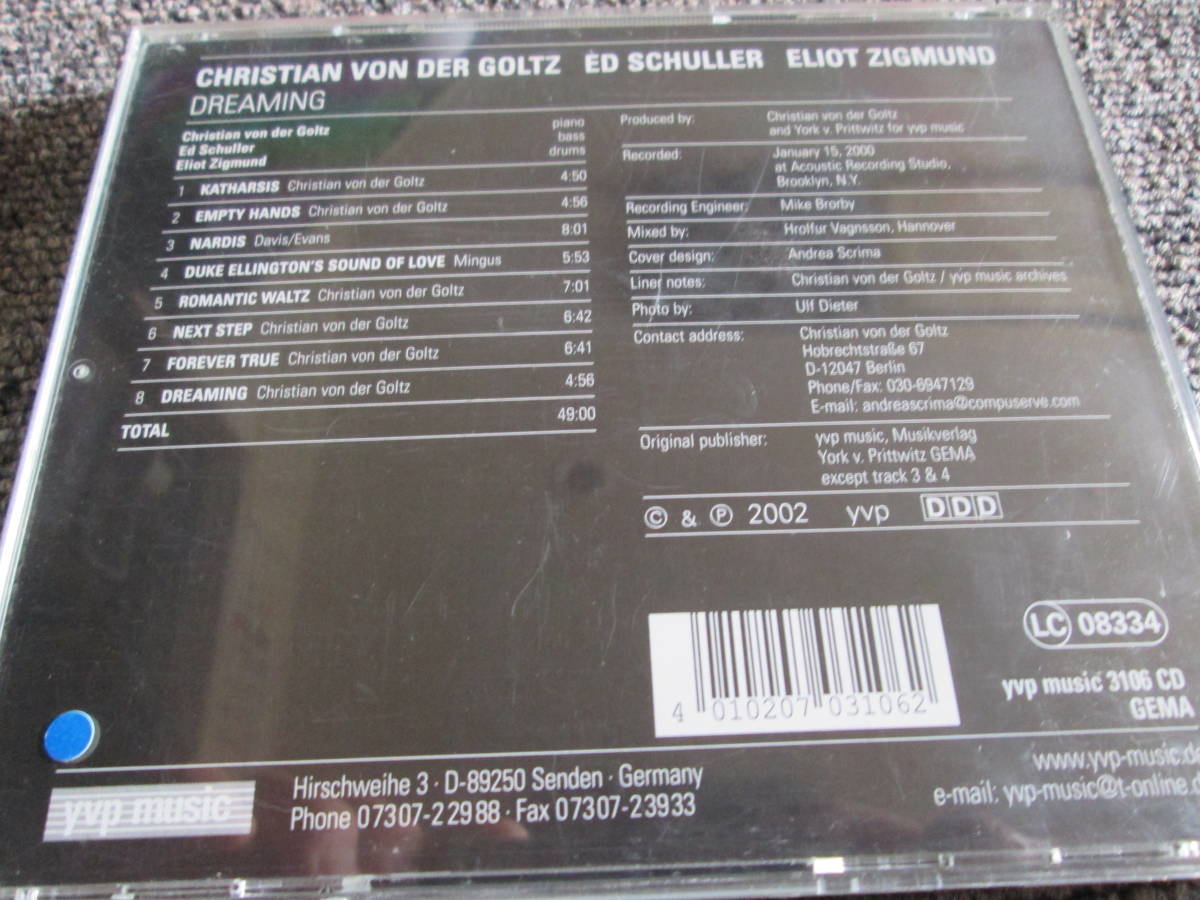 CHRISTIAN VON DER GOLTZ ED SCHULLER ELIOT ZIGMUND
DREAMING
Christian von der Goltz piano
Ed Schuller bass
Eliot Zigmund drums
1 KATHARSIS Christian von der Goltz 4:50
2 EMPTY HANDS Christian von der Goltz 4:56
3 NARDIS Davis/Evans 8:01
4 DUKE ELLINGTON'S SOUND OF LOVE Mingus 5:53
5 ROMANTIC WALTZ Christian von der Goltz 7:01
6 NEXT STEP Christian von der Goltz 6:42
7 FOREVER TRUE Christian von der Goltz 6:41
8 DREAMING Christian von der Goltz 4:56
TOTAL 49:00
Produced by: Christian von der Goltz
and York v. Prittwitz for yvp music
Recorded: January 15, 2000
at Acoustic Recording Studio,
Brooklyn, N.Y.
Recording Engineer: Mike Brorby
Mixed by: Hrolfur Vagnsson, Hannover
Cover design: Andrea Scrima
Liner notes: Christian von der Goltz / yvp music archives
Photo by: Ulf Dieter
Contact address: Christian von der Goltz
Hobrechtstraße 67
D-12047 Berlin
Phone/Fax: 030-6947129
E-mail: andreascrima@compuserve.com
Original publisher: yvp music, Musikverlag
York v. Prittwitz GEMA
except track 3 & 4
© & ℗ 2002 yvp DDD
4 010207 031062
LC 08334
yvp music 3106 CD
GEMA
yvp music
Hirschweihe 3 · D-89250 Senden · Germany
Phone 07307-22988 · Fax 07307-23933
www.yvp-music.d
e-mail: yvp-music@t-online.